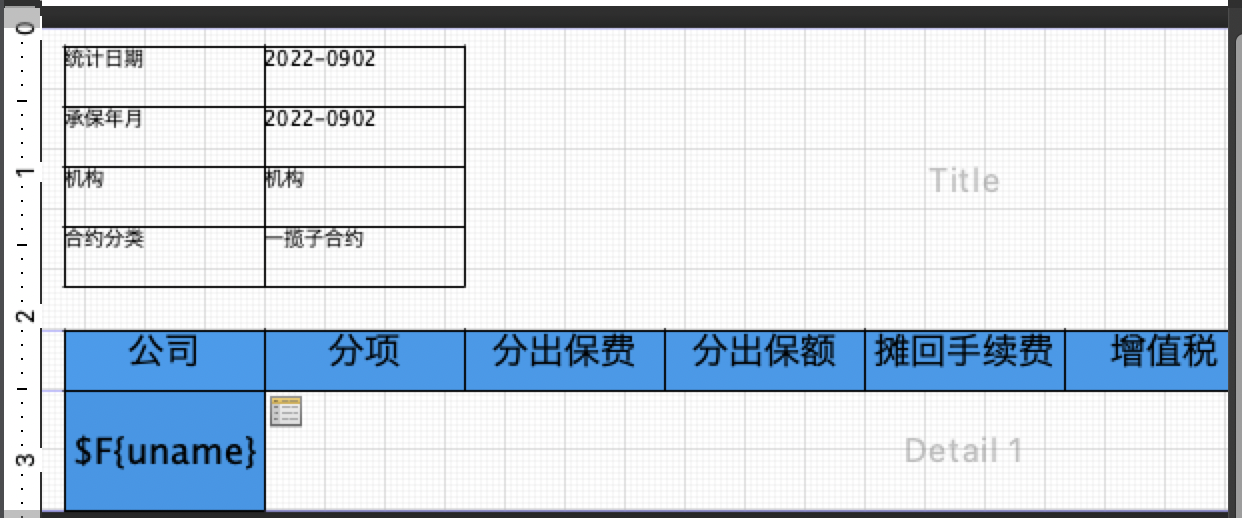 0
统计日期 2022-0902
承保年月 2022-0902
1
机构 机构
Title
合约分类 一揽子合约
2
公司 分项 分出保费 分出保额 摊回手续费 增值税
3
$F{uname}
Detail 1